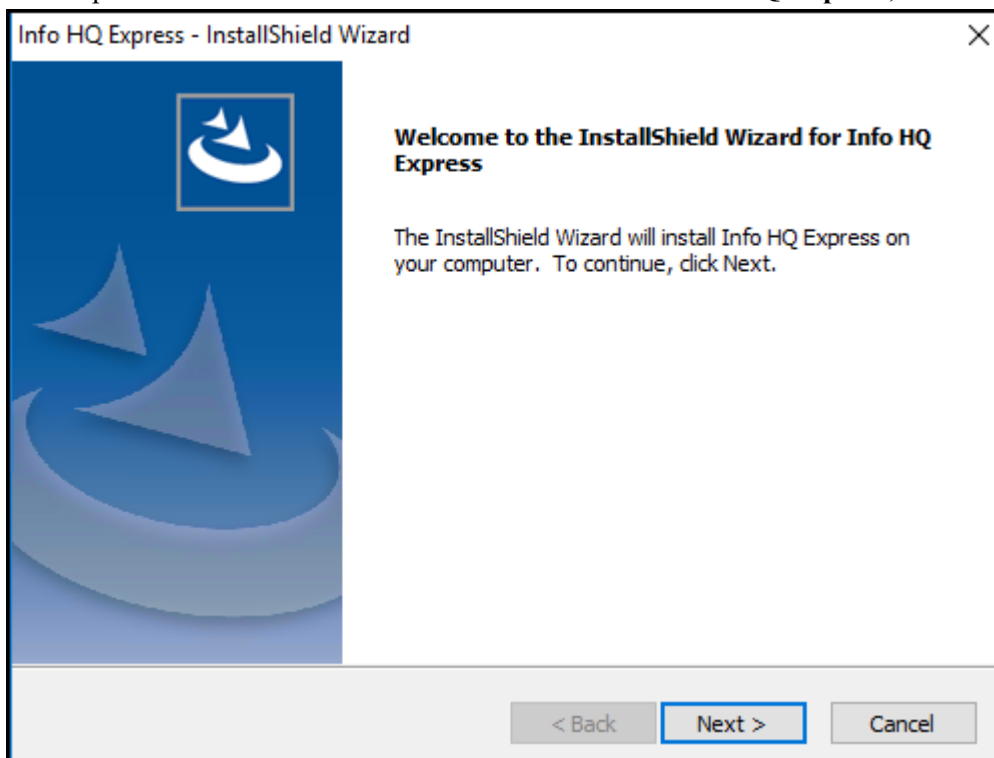 Info HQ Express - InstallShield Wizard
Welcome to the InstallShield Wizard for Info HQ
Express
The InstallShield Wizard will install Info HQ Express on
your computer.  To continue, click Next.
< Back
Next >
Cancel